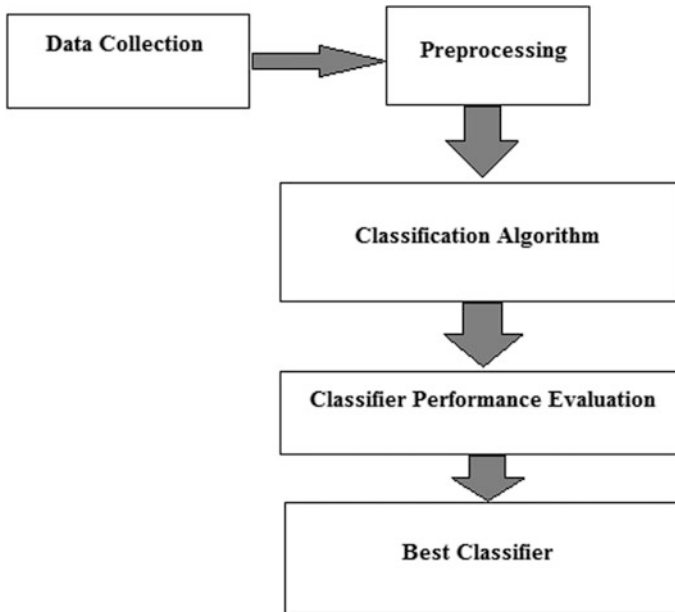 Data Collection
Preprocessing
Classification Algorithm
Classifier Performance Evaluation
Best Classifier